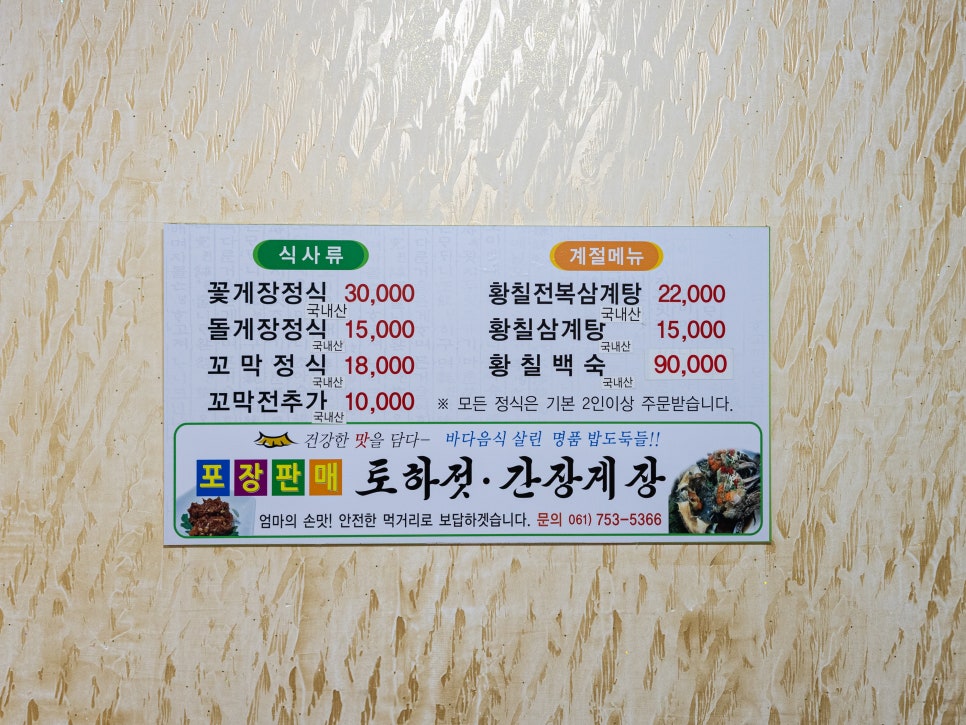 식사류
꽃게장정식 30,000
국내산
돌게장정식 15,000
국내산
꼬막정식 18,000
국내산
꼬막전추가 10,000
국내산
계절메뉴
황칠전복삼계탕 22,000
국내산
황칠삼계탕 15,000
국내산
황칠백숙 90,000
국내산
※ 모든 정식은 기본 2인이상 주문받습니다.
건강한 맛을 담다- 바다음식 살린 명품 밥도둑들!!
포장판매 토하젓·간장게장
엄마의 손맛! 안전한 먹거리로 보답하겟습니다. 문의 061) 753-5366